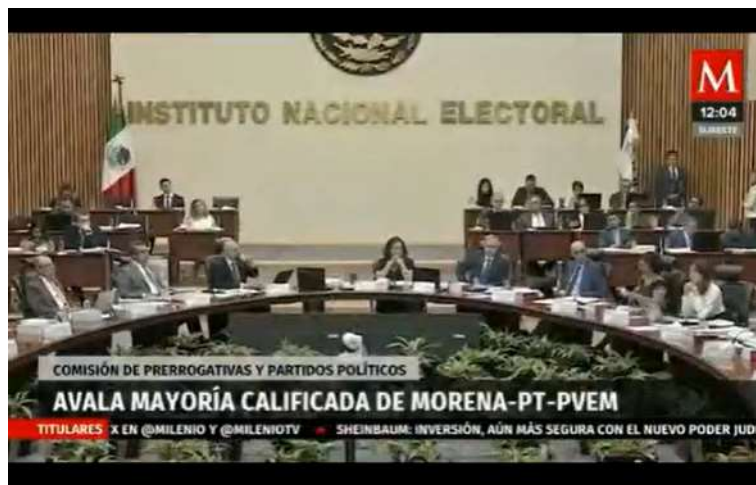 INSTITUTO NACIONAL ELECTORAL
M
12:04
SURESTE
COMISIÓN DE PRERROGATIVAS Y PARTIDOS POLÍTICOS
AVALA MAYORÍA CALIFICADA DE MORENA-PT-PVEM
TITULARES X EN @MILENIO Y @MILENIOTV SHEINBAUM: INVERSIÓN, AÚN MÁS SEGURA CON EL NUEVO PODER JUD